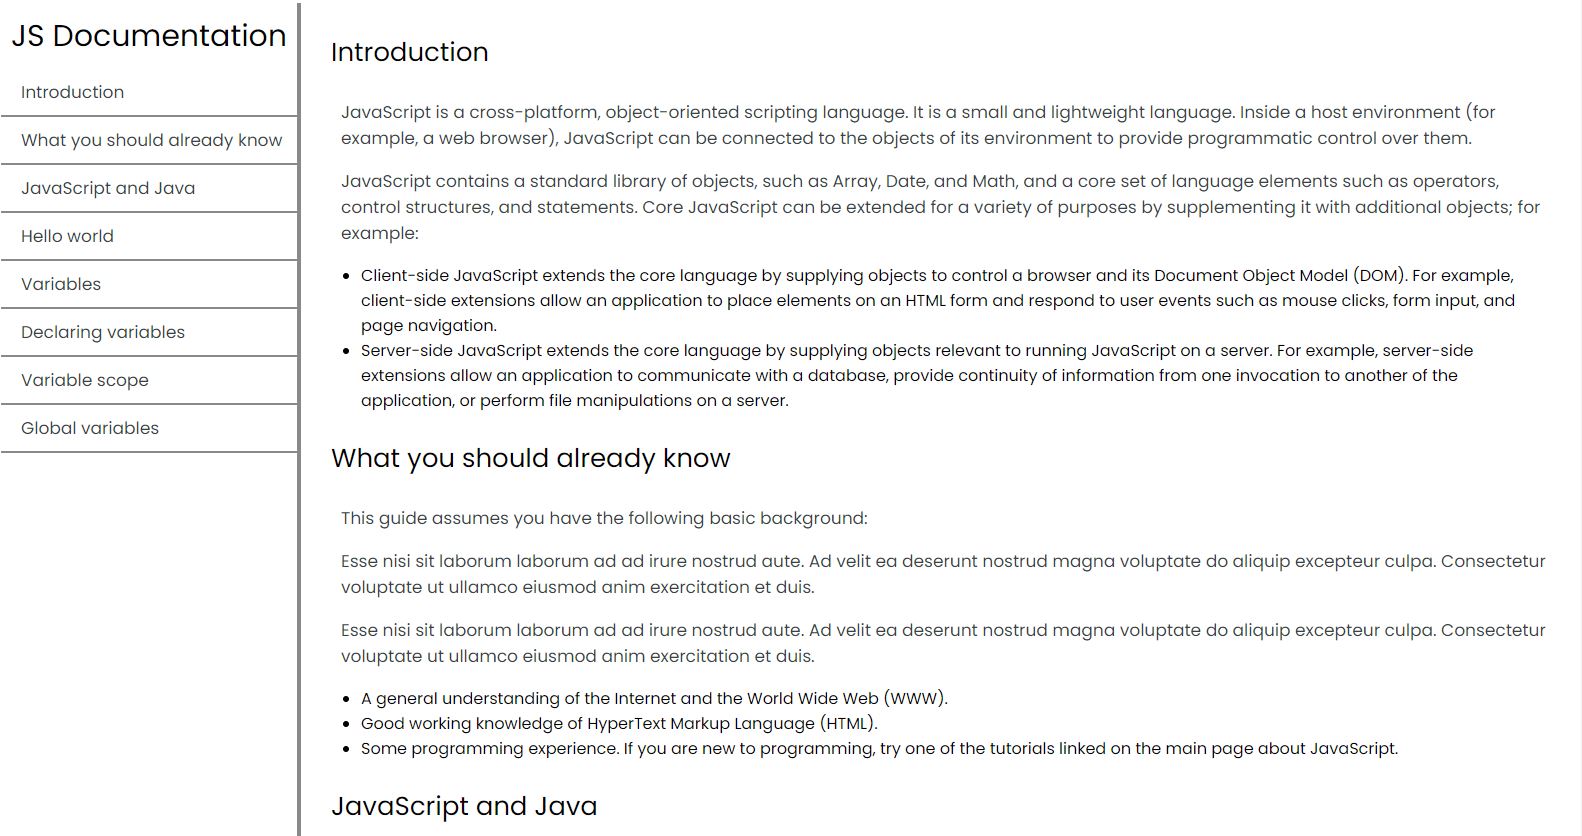 JS Documentation
Introduction
What you should already know
JavaScript and Java
Hello world
Variables
Declaring variables
Variable scope
Global variables
Introduction
JavaScript is a cross-platform, object-oriented scripting language. It is a small and lightweight language. Inside a host environment (for
example, a web browser), JavaScript can be connected to the objects of its environment to provide programmatic control over them.
JavaScript contains a standard library of objects, such as Array, Date, and Math, and a core set of language elements such as operators,
control structures, and statements. Core JavaScript can be extended for a variety of purposes by supplementing it with additional objects; for
example:
• Client-side JavaScript extends the core language by supplying objects to control a browser and its Document Object Model (DOM). For example,
client-side extensions allow an application to place elements on an HTML form and respond to user events such as mouse clicks, form input, and
page navigation.
• Server-side JavaScript extends the core language by supplying objects relevant to running JavaScript on a server. For example, server-side
extensions allow an application to communicate with a database, provide continuity of information from one invocation to another of the
application, or perform file manipulations on a server.
What you should already know
This guide assumes you have the following basic background:
Esse nisi sit laborum laborum ad ad irure nostrud aute. Ad velit ea deserunt nostrud magna voluptate do aliquip excepteur culpa. Consectetur
voluptate ut ullamco eiusmod anim exercitation et duis.
Esse nisi sit laborum laborum ad ad irure nostrud aute. Ad velit ea deserunt nostrud magna voluptate do aliquip excepteur culpa. Consectetur
voluptate ut ullamco eiusmod anim exercitation et duis.
• A general understanding of the Internet and the World Wide Web (WWW).
• Good working knowledge of HyperText Markup Language (HTML).
• Some programming experience. If you are new to programming, try one of the tutorials linked on the main page about JavaScript.
JavaScript and Java